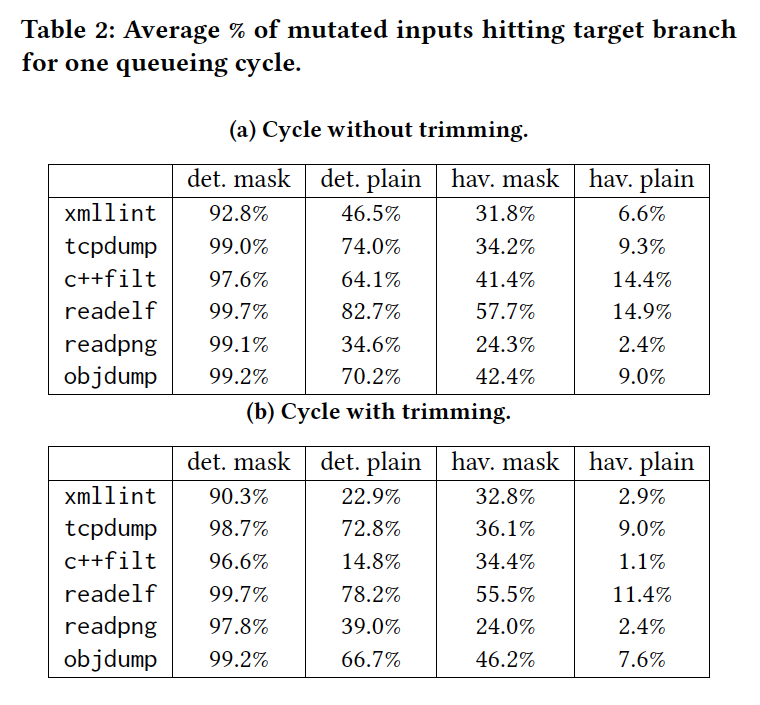 Table 2: Average % of mutated inputs hitting target branch
for one queueing cycle.
(a) Cycle without trimming.
det. mask det. plain hav. mask hav. plain
xmllint 92.8% 46.5% 31.8% 6.6%
tcpdump 99.0% 74.0% 34.2% 9.3%
c++filt 97.6% 64.1% 41.4% 14.4%
readelf 99.7% 82.7% 57.7% 14.9%
readpng 99.1% 34.6% 24.3% 2.4%
objdump 99.2% 70.2% 42.4% 9.0%
(b) Cycle with trimming.
det. mask det. plain hav. mask hav. plain
xmllint 90.3% 22.9% 32.8% 2.9%
tcpdump 98.7% 72.8% 36.1% 9.0%
c++filt 96.6% 14.8% 34.4% 1.1%
readelf 99.7% 78.2% 55.5% 11.4%
readpng 97.8% 39.0% 24.0% 2.4%
objdump 99.2% 66.7% 46.2% 7.6%